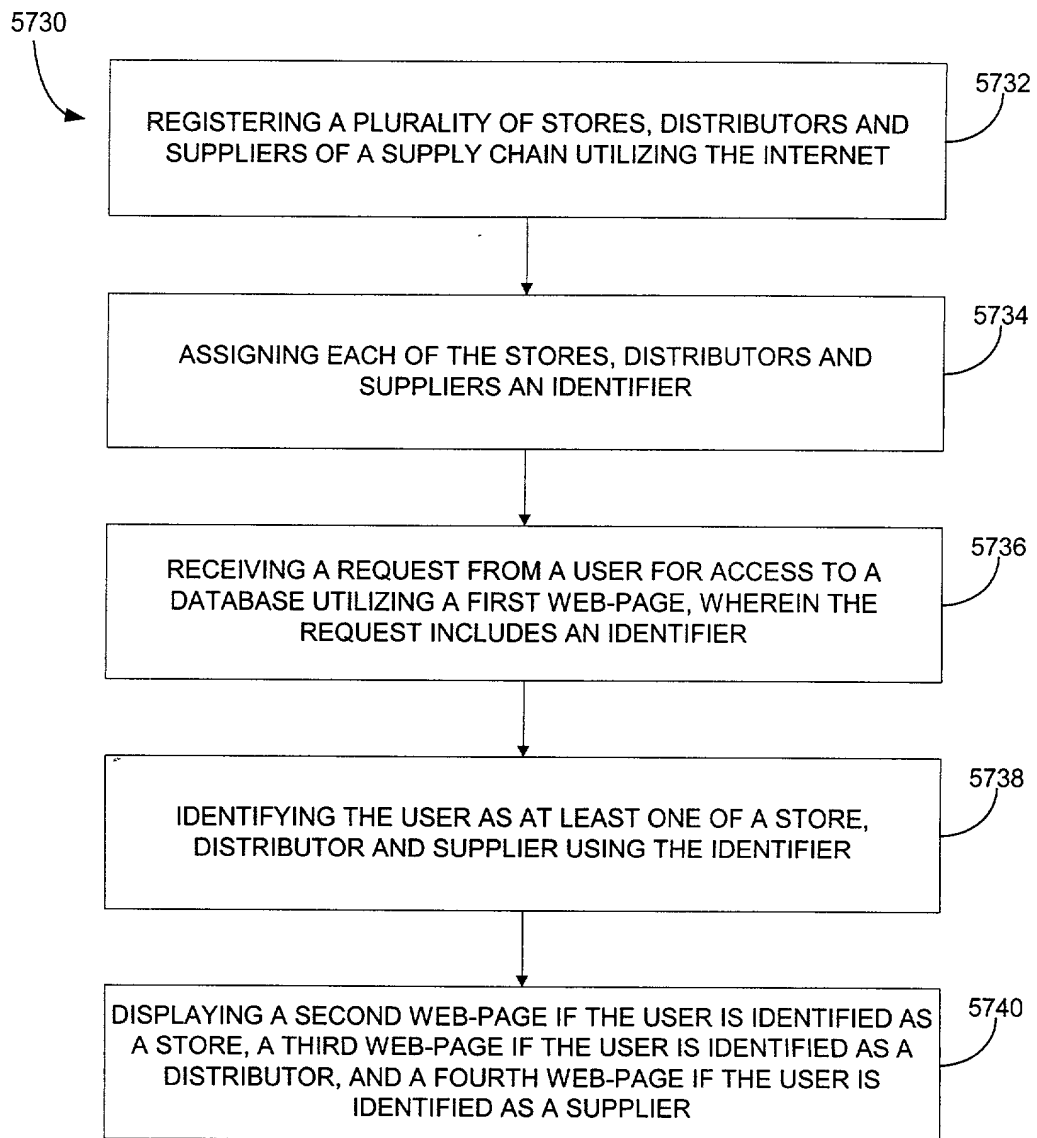 5730
5732
REGISTERING A PLURALITY OF STORES, DISTRIBUTORS AND
SUPPLIERS OF A SUPPLY CHAIN UTILIZING THE INTERNET
5734
ASSIGNING EACH OF THE STORES, DISTRIBUTORS AND
SUPPLIERS AN IDENTIFIER
5736
RECEIVING A REQUEST FROM A USER FOR ACCESS TO A
DATABASE UTILIZING A FIRST WEB-PAGE, WHEREIN THE
REQUEST INCLUDES AN IDENTIFIER
5738
IDENTIFYING THE USER AS AT LEAST ONE OF A STORE,
DISTRIBUTOR AND SUPPLIER USING THE IDENTIFIER
5740
DISPLAYING A SECOND WEB-PAGE IF THE USER IS IDENTIFIED AS
A STORE, A THIRD WEB-PAGE IF THE USER IS IDENTIFIED AS A
DISTRIBUTOR, AND A FOURTH WEB-PAGE IF THE USER IS
IDENTIFIED AS A SUPPLIER